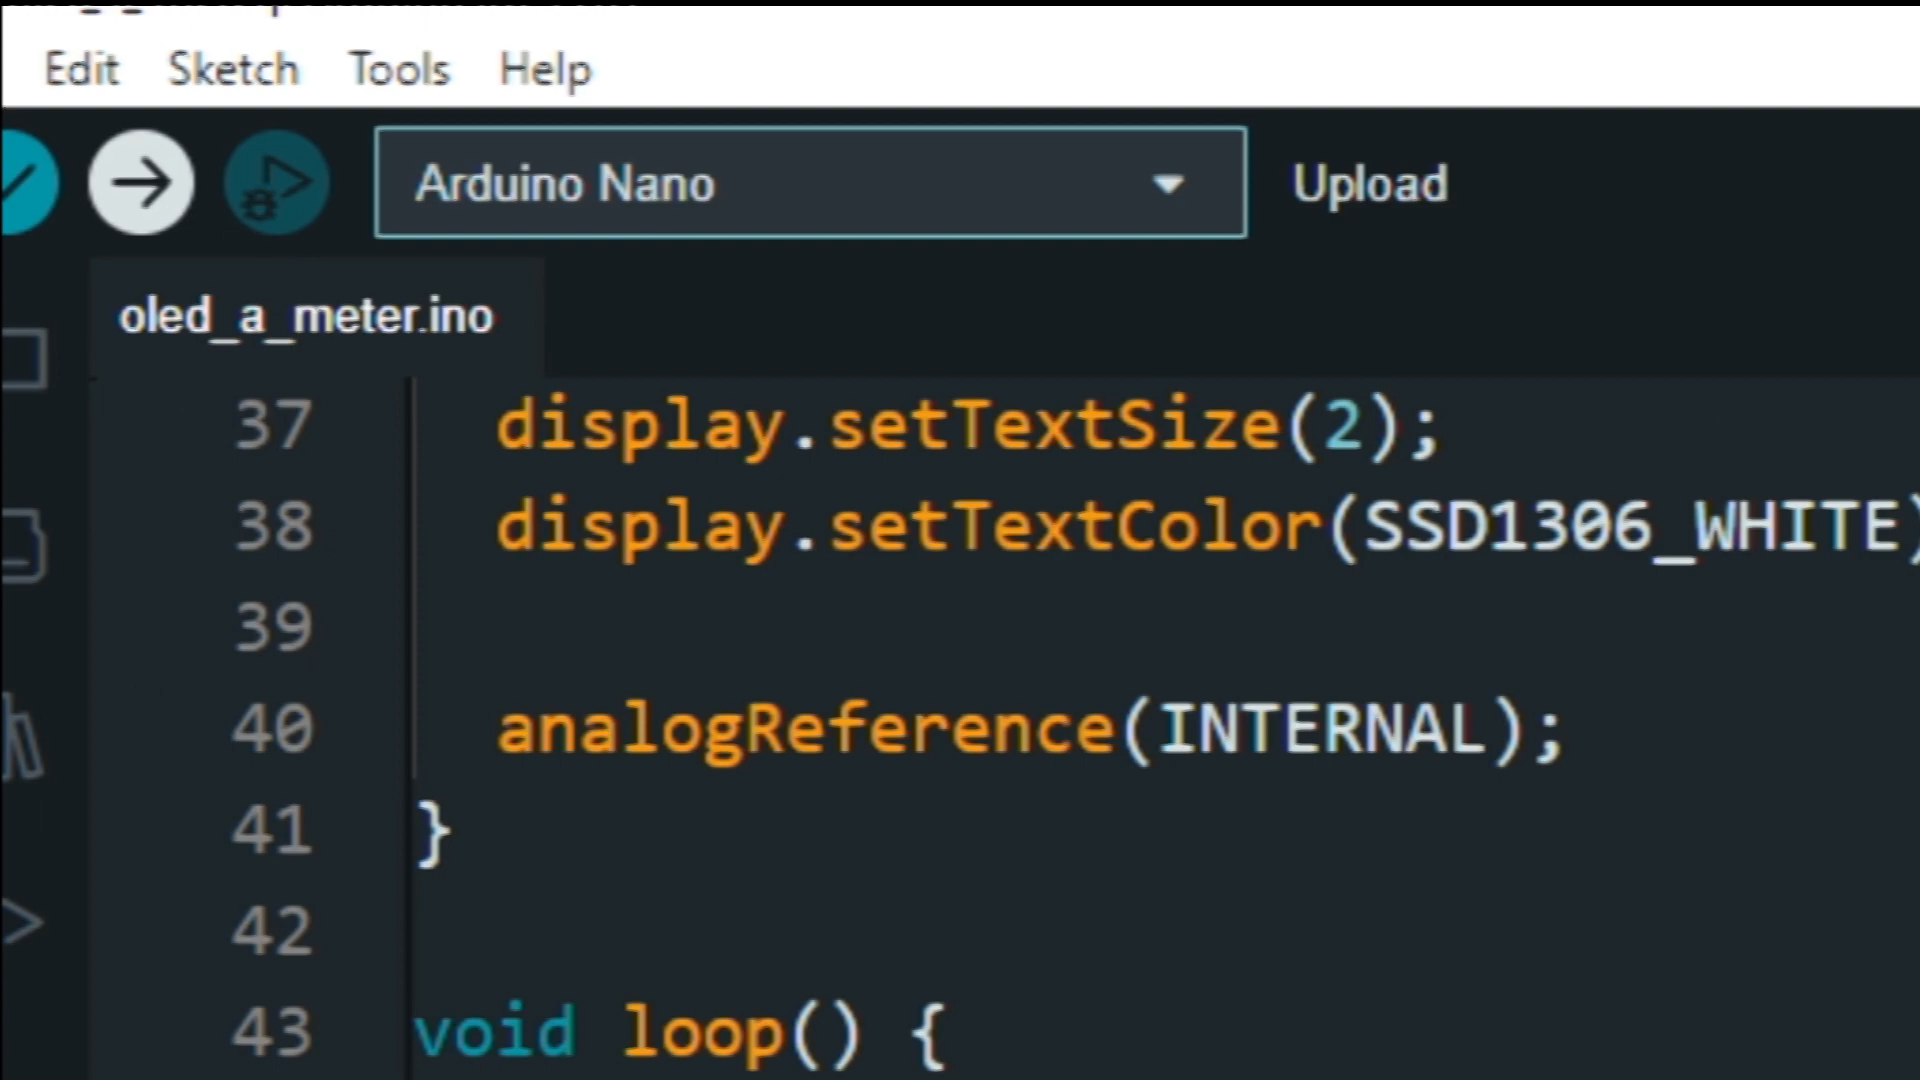 Edit Sketch Tools Help
Arduino Nano Upload
oled_a_meter.ino
37 display.setTextSize(2);
38 display.setTextColor(SSD1306_WHITE)
39
40 analogReference(INTERNAL);
41 }
42
43 void loop() {